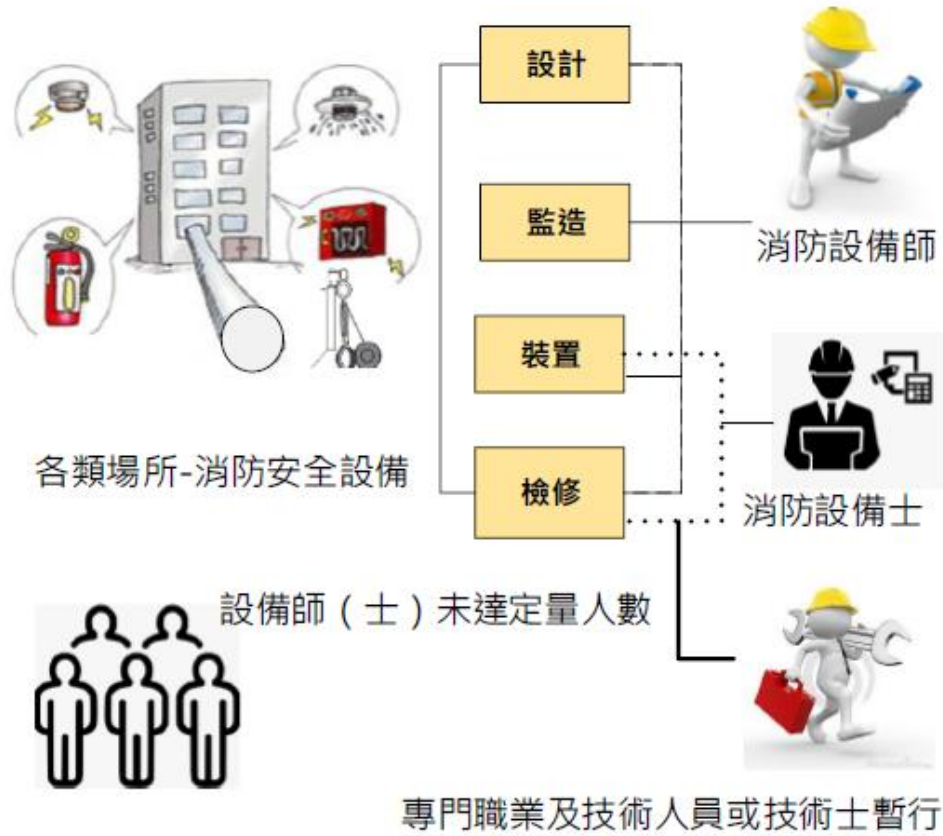 設計
監造
消防設備師
裝置
各類場所-消防安全設備
檢修
消防設備士
設備師（士）未達定量人數
專門職業及技術人員或技術士暫行